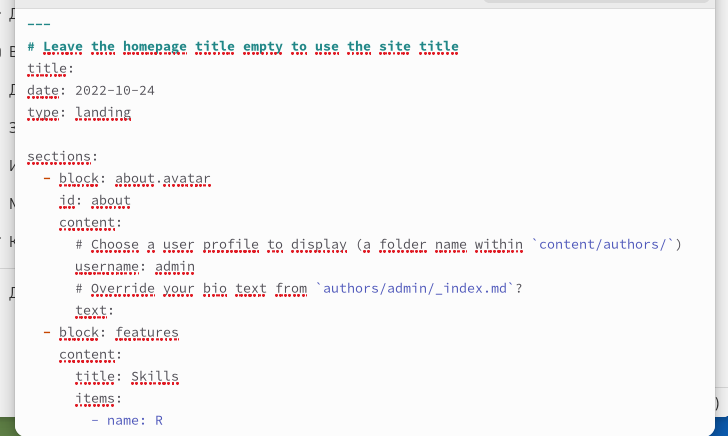 ---
# Leave the homepage title empty to use the site title
title:
date: 2022-10-24
type: landing

sections:
  - block: about.avatar
    id: about
    content:
      # Choose a user profile to display (a folder name within `content/authors/`)
      username: admin
      # Override your bio text from `authors/admin/_index.md`?
      text:
  - block: features
    content:
      title: Skills
      items:
        - name: R